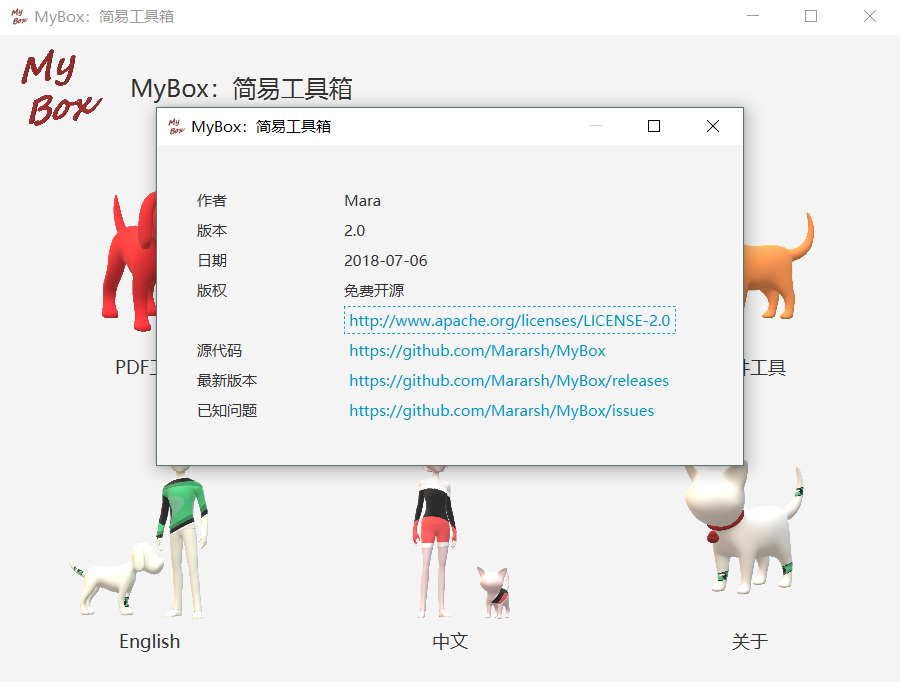 My Box MyBox：简易工具箱
My
Box
MyBox：简易工具箱
My Box MyBox：简易工具箱
作者 Mara
版本 2.0
日期 2018-07-06
版权 免费开源
http://www.apache.org/licenses/LICENSE-2.0
源代码 https://github.com/Mararsh/MyBox
最新版本 https://github.com/Mararsh/MyBox/releases
已知问题 https://github.com/Mararsh/MyBox/issues
PDF工
工具
English 中文 关于